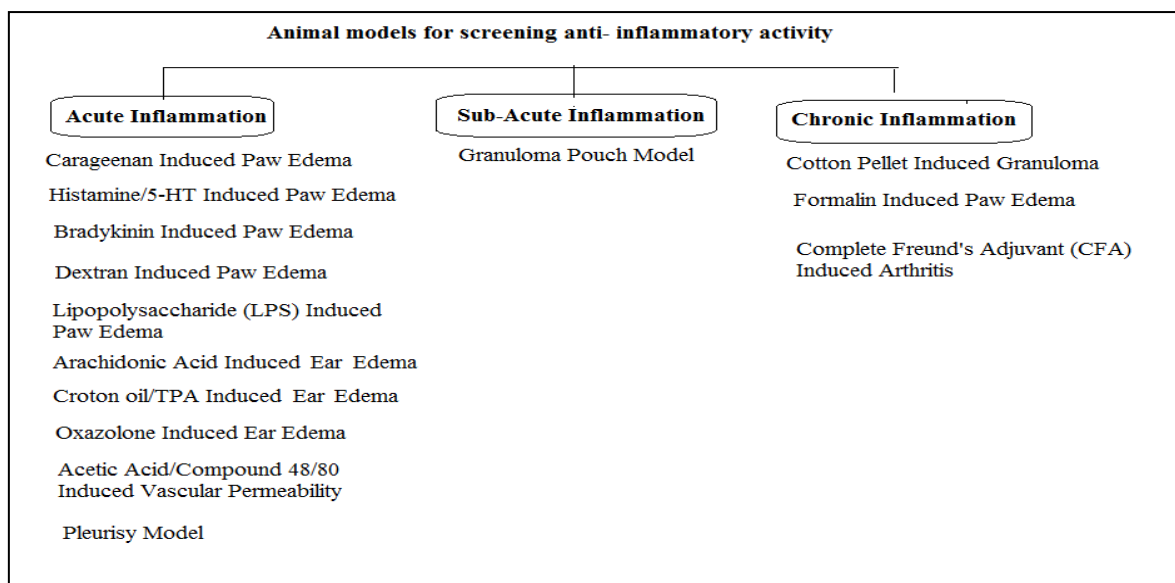 Animal models for screening anti- inflammatory activity
Acute Inflammation
Carageenan Induced Paw Edema
Histamine/5-HT Induced Paw Edema
Bradykinin Induced Paw Edema
Dextran Induced Paw Edema
Lipopolysaccharide (LPS) Induced
Paw Edema
Arachidonic Acid Induced Ear Edema
Croton oil/TPA Induced Ear Edema
Oxazolone Induced Ear Edema
Acetic Acid/Compound 48/80
Induced Vascular Permeability
Pleurisy Model
Sub-Acute Inflammation
Granuloma Pouch Model
Chronic Inflammation
Cotton Pellet Induced Granuloma
Formalin Induced Paw Edema
Complete Freund's Adjuvant (CFA)
Induced Arthritis